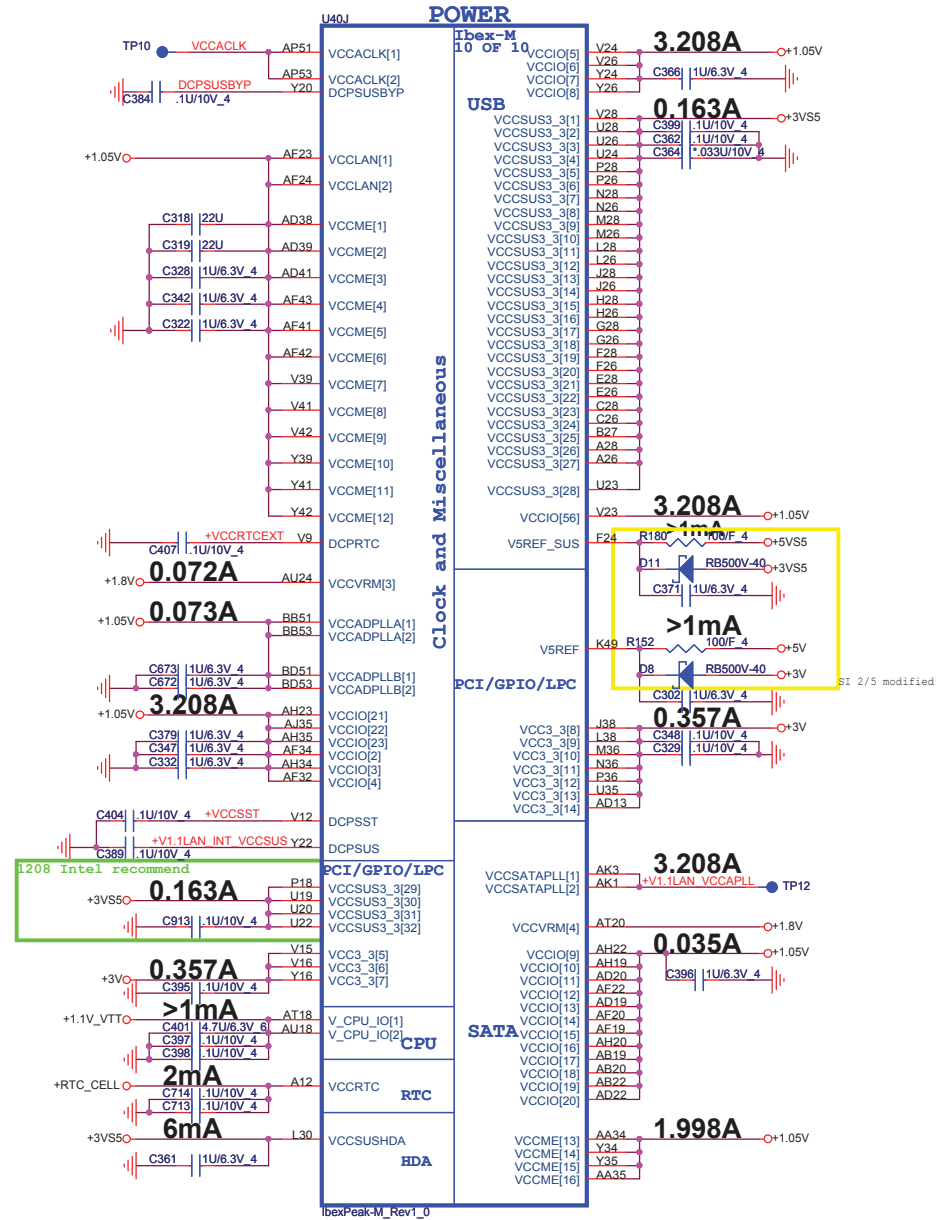 POWER
U40J
Ibex-M
10 OF 10
TP10
VCCACLK
AP51
VCCACLK[1]
AP53
VCCACLK[2]
DCPSUSBYP
Y20
DCPSUSBYP
C384
.1U/10V_4
+1.05V
AF23
VCCLAN[1]
AF24
VCCLAN[2]
C318
22U
AD38
VCCME[1]
C319
22U
AD39
VCCME[2]
C328
1U/6.3V_4
AD41
VCCME[3]
C342
1U/6.3V_4
AF43
VCCME[4]
C322
1U/6.3V_4
AF41
VCCME[5]
AF42
VCCME[6]
V39
VCCME[7]
V41
VCCME[8]
V42
VCCME[9]
Y39
VCCME[10]
Y41
VCCME[11]
Y42
VCCME[12]
+VCCRTCEXT
V9
DCPRTC
C407
.1U/10V_4
+1.8V
0.072A
AU24
VCCVRM[3]
+1.05V
0.073A
BB51
VCCADPLLA[1]
BB53
VCCADPLLA[2]
C673
1U/6.3V_4
BD51
VCCADPLLB[1]
C672
1U/6.3V_4
BD53
VCCADPLLB[2]
+1.05V
3.208A
AH23
VCCIO[21]
AJ35
VCCIO[22]
C379
1U/6.3V_4
AH35
VCCIO[23]
C347
1U/6.3V_4
AF34
VCCIO[2]
C332
1U/6.3V_4
AH34
VCCIO[3]
AF32
VCCIO[4]
C404
.1U/10V_4
+VCCSST
V12
DCPSST
+V1.1LAN_INT_VCCSUS
Y22
DCPSUS
C389
.1U/10V_4
1208 Intel recommend
PCI/GPIO/LPC
+3VS5
0.163A
P18
VCCSUS3_3[29]
U19
VCCSUS3_3[30]
U20
VCCSUS3_3[31]
C913
.1U/10V_4
U22
VCCSUS3_3[32]
V15
VCC3_3[5]
V16
VCC3_3[6]
+3V
0.357A
Y16
VCC3_3[7]
C395
.1U/10V_4
+1.1V_VTT
>1mA
AT18
V_CPU_IO[1]
C401
4.7U/6.3V_6
AU18
V_CPU_IO[2]
CPU
C397
.1U/10V_4
C398
.1U/10V_4
+RTC_CELL
2mA
A12
VCCRTC
RTC
C714
.1U/10V_4
C713
.1U/10V_4
+3VS5
6mA
L30
VCCSUSHDA
HDA
C361
1U/6.3V_4
Clock and Miscellaneous
USB
VCCIO[5]
V24
3.208A
+1.05V
VCCIO[6]
V26
VCCIO[7]
Y24
C366
1U/6.3V_4
VCCIO[8]
Y26
VCCSUS3_3[1]
V28
0.163A
+3VS5
VCCSUS3_3[2]
U28
C399
.1U/10V_4
VCCSUS3_3[3]
U26
C362
.1U/10V_4
VCCSUS3_3[4]
U24
C364
*.033U/10V_4
VCCSUS3_3[5]
P28
VCCSUS3_3[6]
P26
VCCSUS3_3[7]
N28
VCCSUS3_3[8]
N26
VCCSUS3_3[9]
M28
VCCSUS3_3[10]
M26
VCCSUS3_3[11]
L28
VCCSUS3_3[12]
L26
VCCSUS3_3[13]
J28
VCCSUS3_3[14]
J26
VCCSUS3_3[15]
H28
VCCSUS3_3[16]
H26
VCCSUS3_3[17]
G28
VCCSUS3_3[18]
G26
VCCSUS3_3[19]
F28
VCCSUS3_3[20]
F26
VCCSUS3_3[21]
E28
VCCSUS3_3[22]
E26
VCCSUS3_3[23]
C28
VCCSUS3_3[24]
C26
VCCSUS3_3[25]
B27
VCCSUS3_3[26]
A28
VCCSUS3_3[27]
A26
VCCSUS3_3[28]
U23
VCCIO[56]
V23
3.208A
+1.05V
V5REF_SUS
F24
>1mA
R180
100/F_4
+5VS5
D11
RB500V-40
+3VS5
C371
1U/6.3V_4
>1mA
V5REF
K49
R152
100/F_4
+5V
D8
RB500V-40
+3V
C302
1U/6.3V_4
SI 2/5 modified
PCI/GPIO/LPC
VCC3_3[8]
J38
0.357A
+3V
VCC3_3[9]
L38
C348
.1U/10V_4
VCC3_3[10]
M36
C329
.1U/10V_4
VCC3_3[11]
N36
VCC3_3[12]
P36
VCC3_3[13]
U35
VCC3_3[14]
AD13
VCCSATAPLL[1]
AK3
3.208A
VCCSATAPLL[2]
AK1
+V1.1LAN_VCCAPLL
TP12
VCCVRM[4]
AT20
+1.8V
VCCIO[9]
AH22
0.035A
+1.05V
VCCIO[10]
AH19
VCCIO[11]
AD20
C396
1U/6.3V_4
VCCIO[12]
AF22
VCCIO[13]
AD19
VCCIO[14]
AF20
SATA
VCCIO[15]
AF19
VCCIO[16]
AH20
VCCIO[17]
AB19
VCCIO[18]
AB20
VCCIO[19]
AB22
VCCIO[20]
AD22
VCCME[13]
AA34
1.998A
+1.05V
VCCME[14]
Y34
VCCME[15]
Y35
VCCME[16]
AA35
IbexPeak-M_Rev1_0